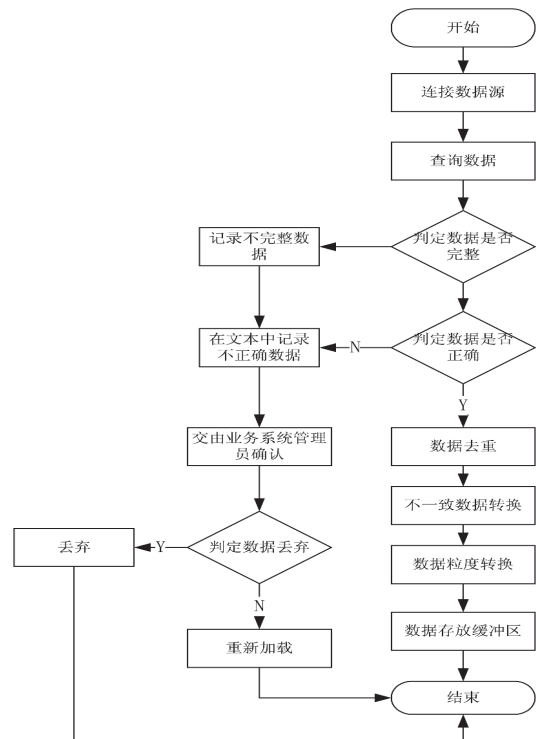 开始
连接数据源
查询数据
判定数据是否
完整
记录不完整数
据
判定数据是否
正确
N
在文本中记录
不正确数据
Y
交由业务系统管理
员确认
数据去重
不一致数据转换
判定数据丢弃
Y
丢弃
数据粒度转换
N
重新加载
数据存放缓冲区
结束